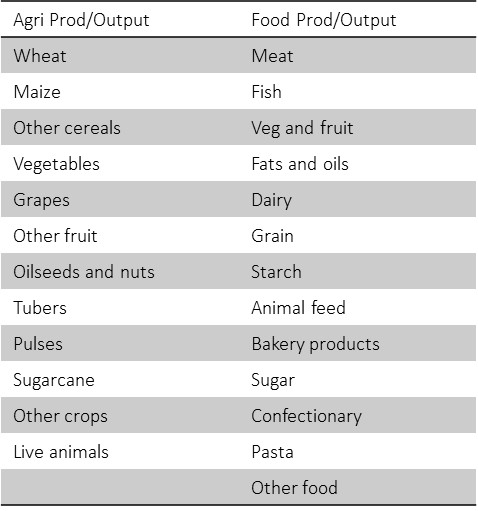 Agri Prod/Output Food Prod/Output
Wheat Meat
Maize Fish
Other cereals Veg and fruit
Vegetables Fats and oils
Grapes Dairy
Other fruit Grain
Oilseeds and nuts Starch
Tubers Animal feed
Pulses Bakery products
Sugarcane Sugar
Other crops Confectionary
Live animals Pasta
Other food